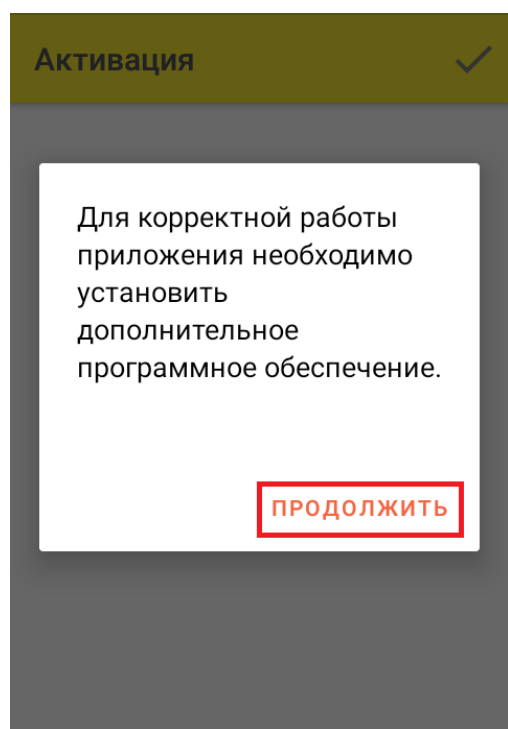 Активация
Для корректной работы
приложения необходимо
установить
дополнительное
программное обеспечение.
ПРОДОЛЖИТЬ